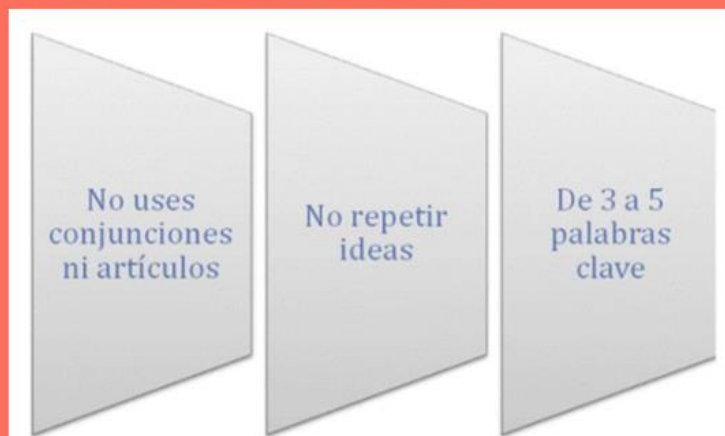 No uses
conjunciones
ni artículos
No repetir
ideas
De 3 a 5
palabras
clave